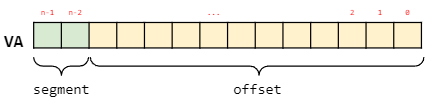 n-1 n-2 ... 2 1 0
VA
segment offset